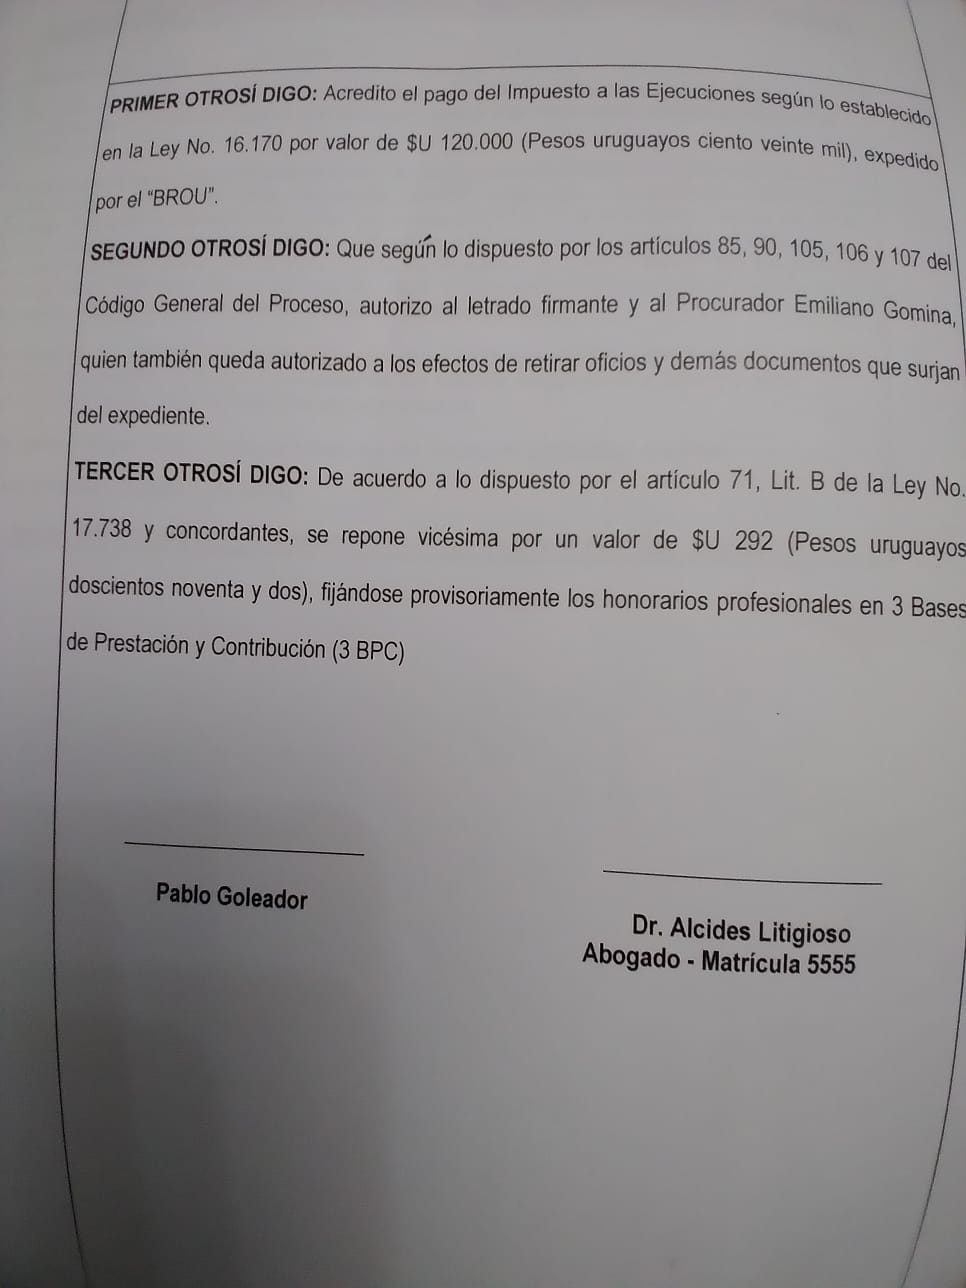 PRIMER OTROSÍ DIGO: Acredito el pago del Impuesto a las Ejecuciones según lo establecido
en la Ley No. 16.170 por valor de $U 120.000 (Pesos uruguayos ciento veinte mil), expedido
por el “BROU”.
SEGUNDO OTROSÍ DIGO: Que según lo dispuesto por los artículos 85, 90, 105, 106 y 107 del
Código General del Proceso, autorizo al letrado firmante y al Procurador Emiliano Gomina,
quien también queda autorizado a los efectos de retirar oficios y demás documentos que surjan
del expediente.
TERCER OTROSÍ DIGO: De acuerdo a lo dispuesto por el artículo 71, Lit. B de la Ley No.
17.738 y concordantes, se repone vicésima por un valor de $U 292 (Pesos uruguayos
doscientos noventa y dos), fijándose provisoriamente los honorarios profesionales en 3 Bases
de Prestación y Contribución (3 BPC)
Pablo Goleador
Dr. Alcides Litigioso
Abogado - Matrícula 5555